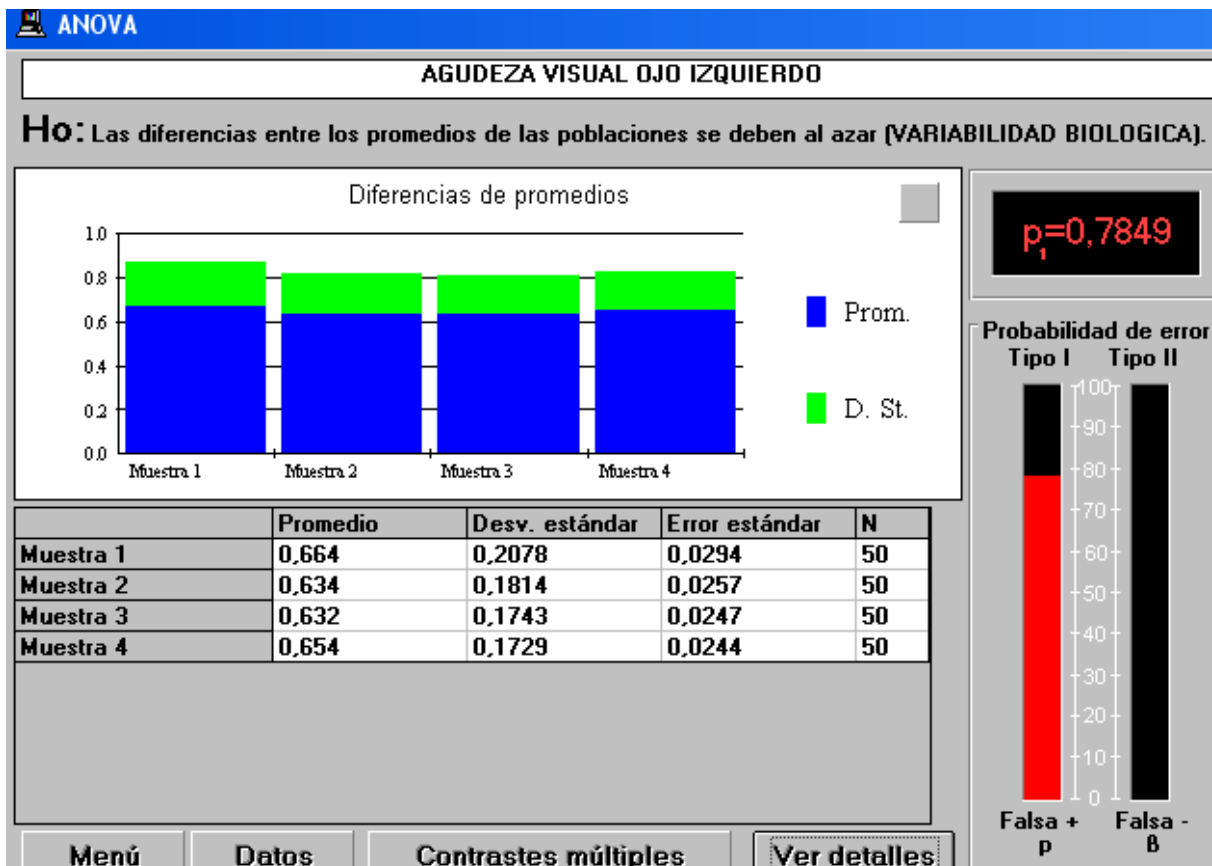 ANOVA
AGUDEZA VISUAL OJO IZQUIERDO
Ho: Las diferencias entre los promedios de las poblaciones se deben al azar (VARIABILIDAD BIOLOGICA).
Diferencias de promedios
1.0
0.8
0.6
0.4
0.2
0.0
Muestra 1 Muestra 2 Muestra 3 Muestra 4
Prom.
D. St.
p1=0,7849
Probabilidad de error
Tipo I Tipo II
100
90
80
70
60
50
40
30
20
10
0
Falsa + Falsa -
p β
Promedio Desv. estándar Error estándar N
Muestra 1 0,664 0,2078 0,0294 50
Muestra 2 0,634 0,1814 0,0257 50
Muestra 3 0,632 0,1743 0,0247 50
Muestra 4 0,654 0,1729 0,0244 50
Menú Datos Contrastes múltiples Ver detalles